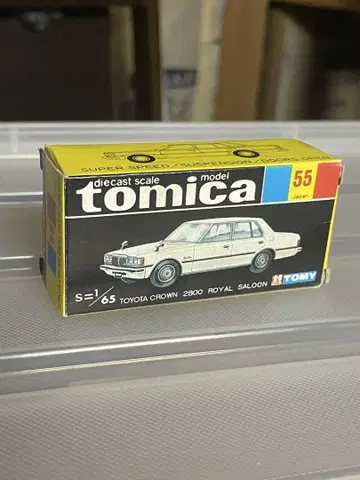 SUPER SPEED/SUSPENSION/DOORS OPEN
diecast scale model
tomica
55
S=1/65 TOYOTA CROWN 2800 ROYAL SALOON
TOMY